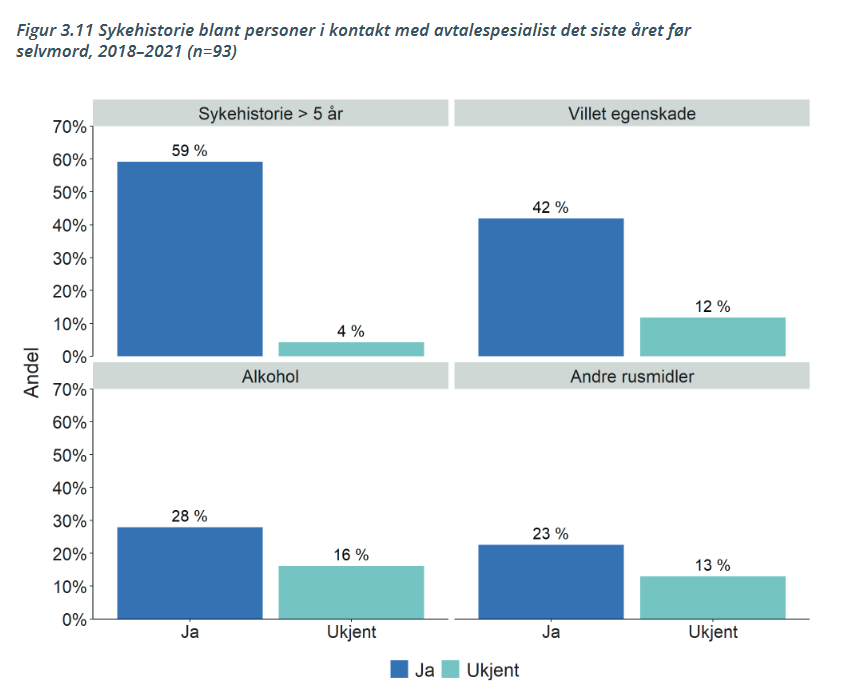 Figur 3.11 Sykehistorie blant personer i kontakt med avtalespesialist det siste året før
selvmord, 2018–2021 (n=93)
Sykehistorie > 5 år
Villet egenskade
70%
60%
50%
40%
30%
20%
10%
0%
59 %
4 %
42 %
12 %
Andel
Alkohol
Andre rusmidler
70%
60%
50%
40%
30%
20%
10%
0%
28 %
16 %
23 %
13 %
Ja
Ukjent
Ja
Ukjent
Ja
Ukjent